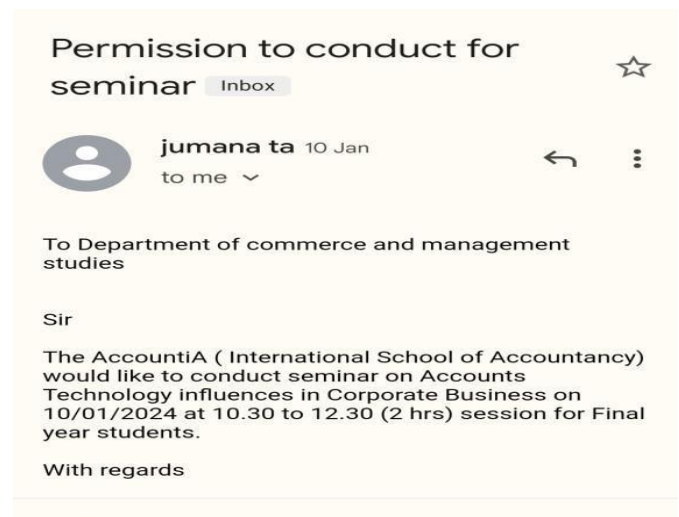 Permission to conduct for
seminar Inbox
jumana ta 10 Jan
to me
To Department of commerce and management
studies
Sir
The AccountiA ( International School of Accountancy)
would like to conduct seminar on Accounts
Technology influences in Corporate Business on
10/01/2024 at 10.30 to 12.30 (2 hrs) session for Final
year students.
With regards